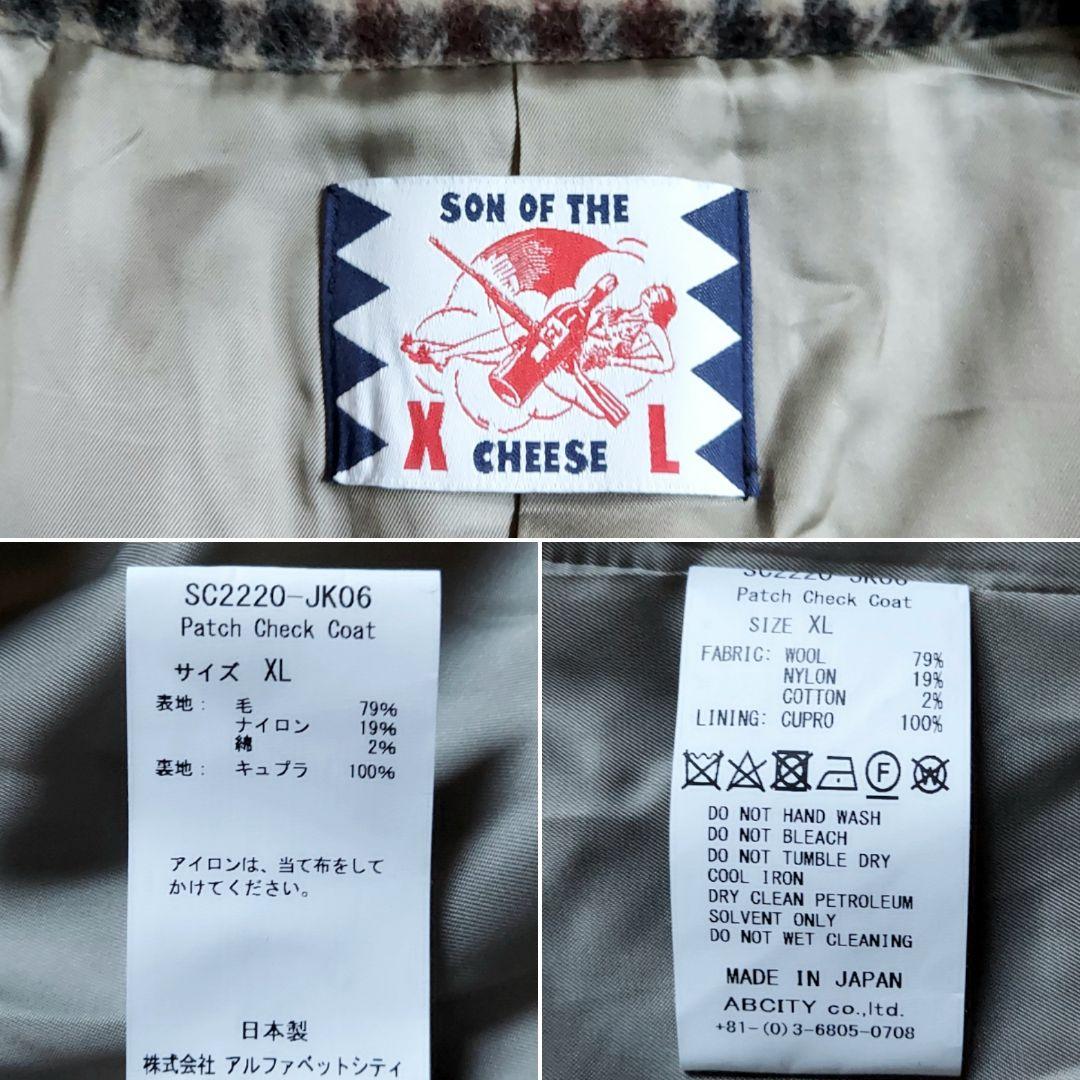 SON OF THE
X CHEESE L
SC2220-JK06
Patch Check Coat
サイズ XL
表地: 毛 79%
ナイロン 19%
綿 2%
裏地: キュプラ 100%
アイロンは、当て布をして
かけてください。
日本製
株式会社 アルファベットシティ
SC2220-JK06
Patch Check Coat
SIZE XL
FABRIC: WOOL 79%
NYLON 19%
COTTON 2%
LINING: CUPRO 100%
F W
DO NOT HAND WASH
DO NOT BLEACH
DO NOT TUMBLE DRY
COOL IRON
DRY CLEAN PETROLEUM
SOLVENT ONLY
DO NOT WET CLEANING
MADE IN JAPAN
ABCITY co.,ltd.
+81-(0)3-6805-0708